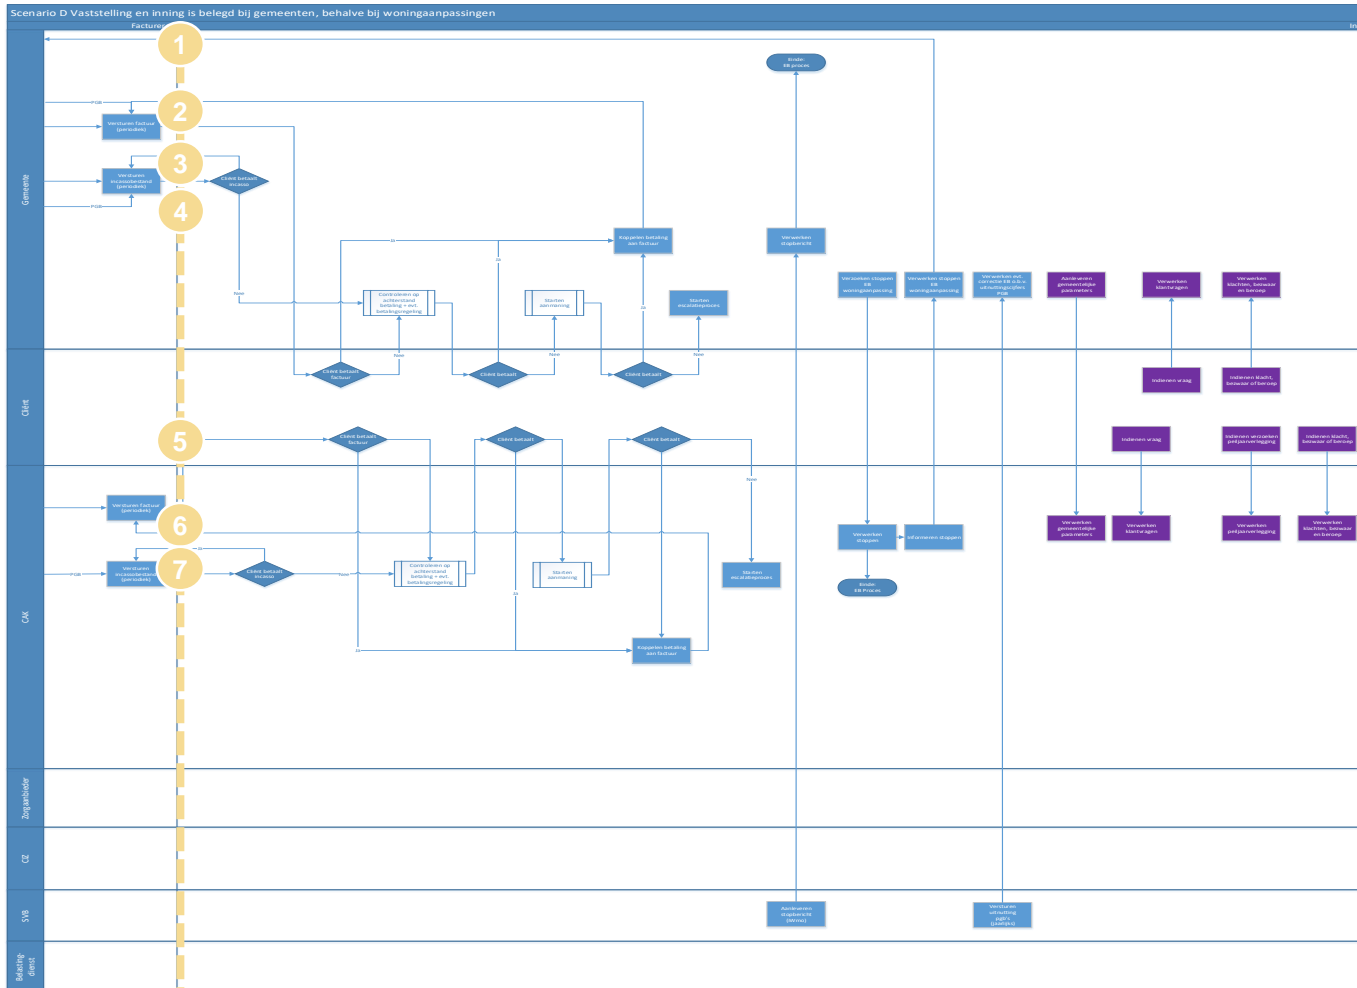 Scenario D Vaststelling en inning is belegd bij gemeenten, behalve bij woningaanpassingen
Facturer
In
Gemeente
Cliënt
CAK
Zorgaanbieder
CIZ
SVB
Belasting-
dienst
1
2
3
4
5
6
7
PGB
Versturen factuur
(periodiek)
Versturen
incassobestand
(periodiek)
PGB
Cliënt betaalt
incasso
Nee
Ja
Ja
Ja
Koppelen betaling
aan factuur
Controleren op
achterstand
betaling + evt.
betalingsregeling
Starten
aanmaning
Starten
escalatieproces
Nee
Nee
Nee
Cliënt betaalt
factuur
Cliënt betaalt
Cliënt betaalt
Einde:
EB proces
Verwerken
stopbericht
Verzoeken stoppen
EB
woningaanpassing
Verwerken stoppen
EB
woningaanpassing
Verwerken evt.
correctie EB o.b.v.
uitnuttingscijfers
PGB
Aanleveren
gemeentelijke
parameters
Verwerken
klantvragen
Verwerken
klachten, bezwaar
en beroep
Indienen vraag
Indienen klacht,
bezwaar of beroep
Cliënt betaalt
factuur
Cliënt betaalt
Cliënt betaalt
Nee
Indienen vraag
Indienen verzoeken
peiljaarverlegging
Indienen klacht,
bezwaar of beroep
Versturen factuur
(periodiek)
Ja
PGB
Versturen
incassobestand
(periodiek)
Cliënt betaalt
incasso
Nee
Controleren op
achterstand
betaling + evt.
betalingsregeling
Starten
aanmaning
Starten
escalatieproces
Ja
Ja
Koppelen betaling
aan factuur
Verwerken
stoppen
Informeren stoppen
Einde:
EB Proces
Verwerken
gemeentelijke
parameters
Verwerken
klantvragen
Verwerken
peiljaarverlegging
Verwerken
klachten, bezwaar
en beroep
Aanleveren
stopbericht
(Wmo)
Versturen
uitnutting
pgb's
(jaarlijks)